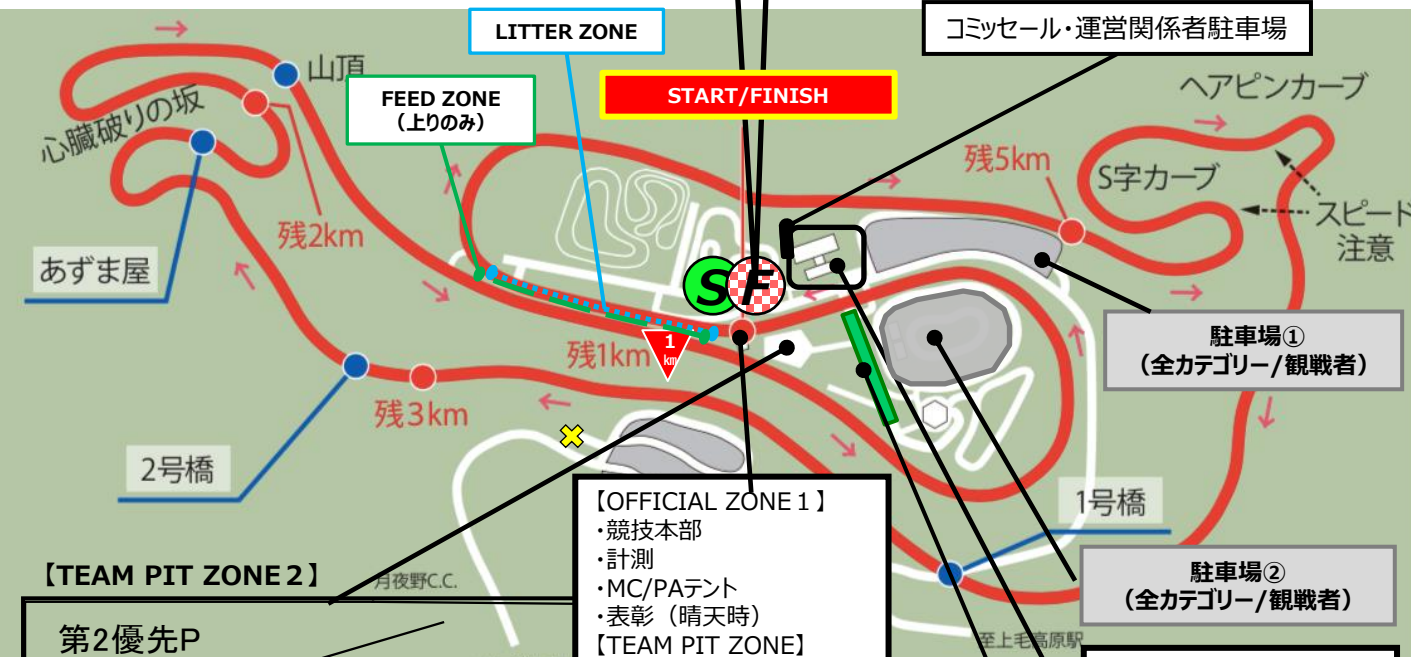 コミッセール・運営関係者駐車場
LITTER ZONE
START/FINISH
FEED ZONE
（上りのみ）
山頂
心臓破りの坂
ヘアピンカーブ
残5km
S字カーブ
スピード
注意
残2km
あずま屋
S
F
1
km
残1km
駐車場①
（全カテゴリー/観戦者）
残３km
2号橋
1号橋
【OFFICIAL ZONE１】
・競技本部
・計測
・MC/PAテント
・表彰（晴天時）
【TEAM PIT ZONE】
【TEAM PIT ZONE２】
月夜野C.C.
第2優先P
駐車場②
（全カテゴリー/観戦者）
至上毛高原駅